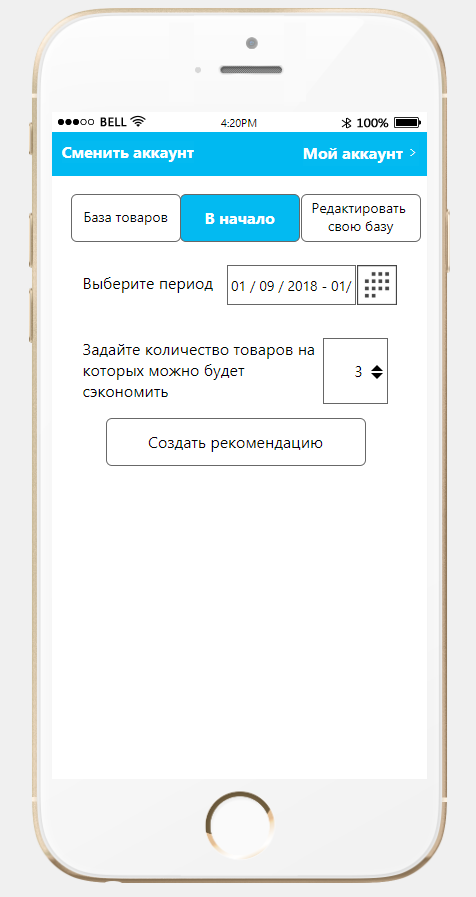 BELL 4:20PM 100%
Сменить аккаунт Мой аккаунт >
База товаров В начало Редактировать
свою базу
Выберите период 01 / 09 / 2018 - 01/
Задайте количество товаров на
которых можно будет 3
сэкономить
Создать рекомендацию